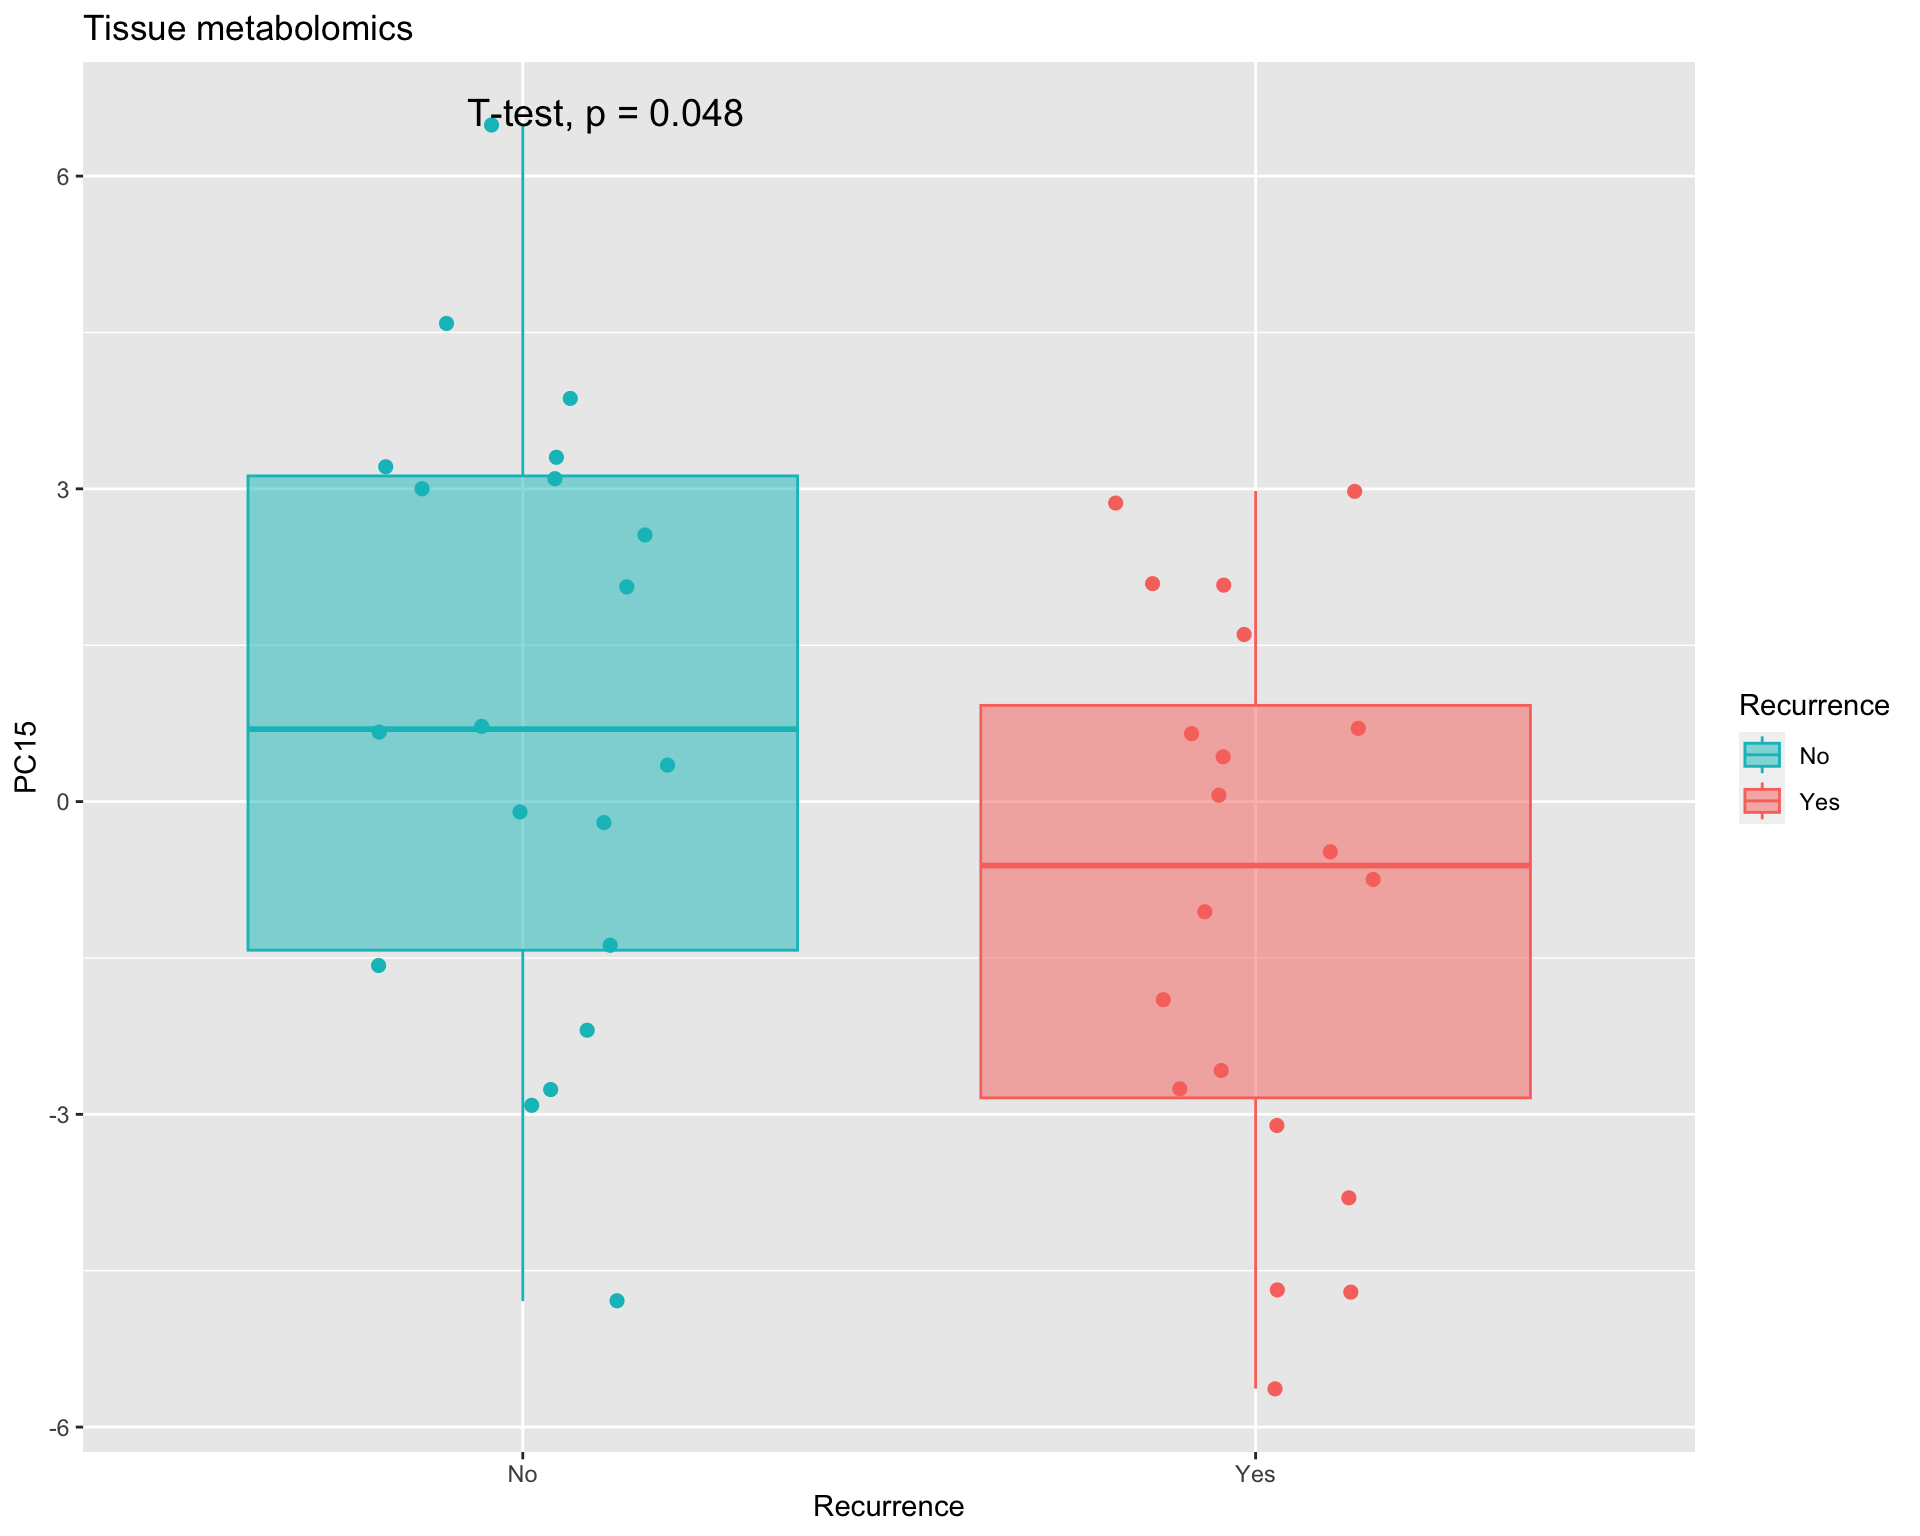 Tissue metabolomics
T-test, p = 0.048
6
3
0
-3
-6
PC15
No
Yes
Recurrence
Recurrence
No
Yes